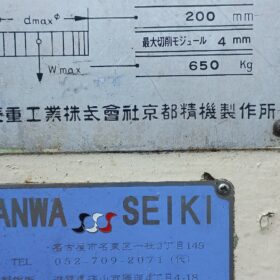 dmaxφ
200 mm
最大切削モジュール 4 mm
Wmax
650 Kg
重工業株式會社京都精機製作所
ANWA SEIKI
名古屋市名東区一社3丁目145
TEL 052-709-2071 (代)